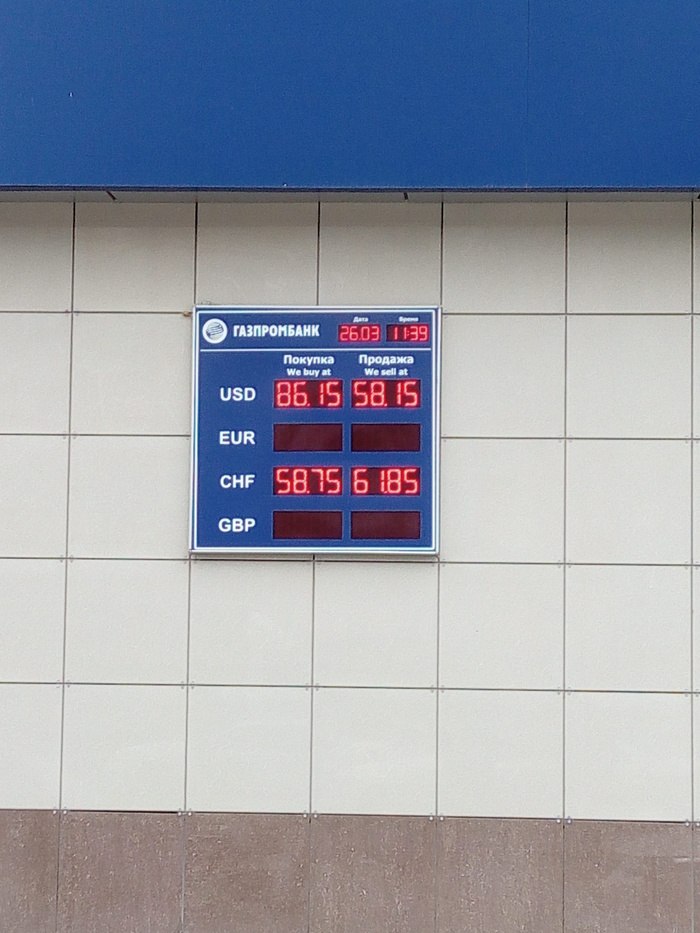 ГАЗПРОМБАНК
Дата Время
26.03 11:39
Покупка Продажа
We buy at We sell at
USD 86.15 58.15
EUR
CHF 58.75 61.85
GBP